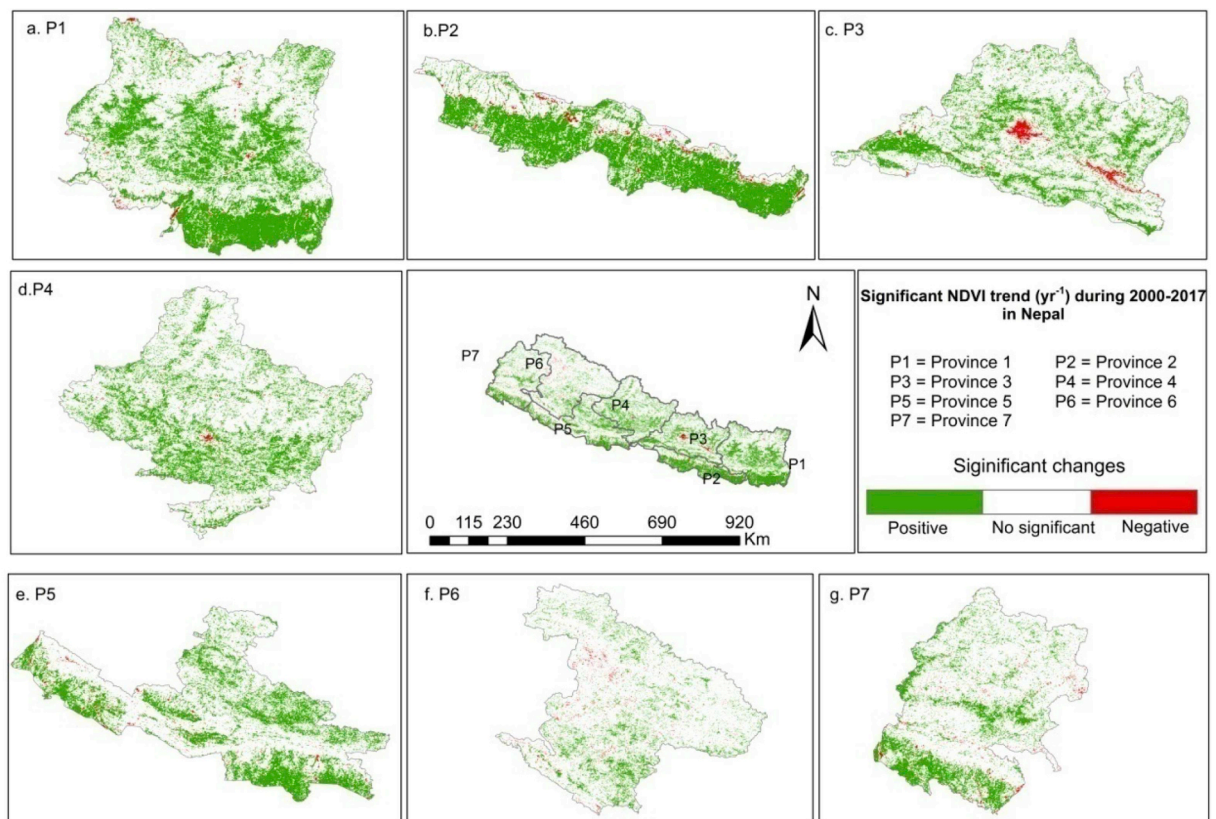 a. P1
b.P2
c. P3
d.P4
N
P7
P6
P4
P5
P3
P1
P2
0 115 230 460 690 920
Km
Significant NDVI trend (yr-1) during 2000-2017
in Nepal
P1 = Province 1 P2 = Province 2
P3 = Province 3 P4 = Province 4
P5 = Province 5 P6 = Province 6
P7 = Province 7
Siginificant changes
Positive No significant Negative
e. P5
f. P6
g. P7